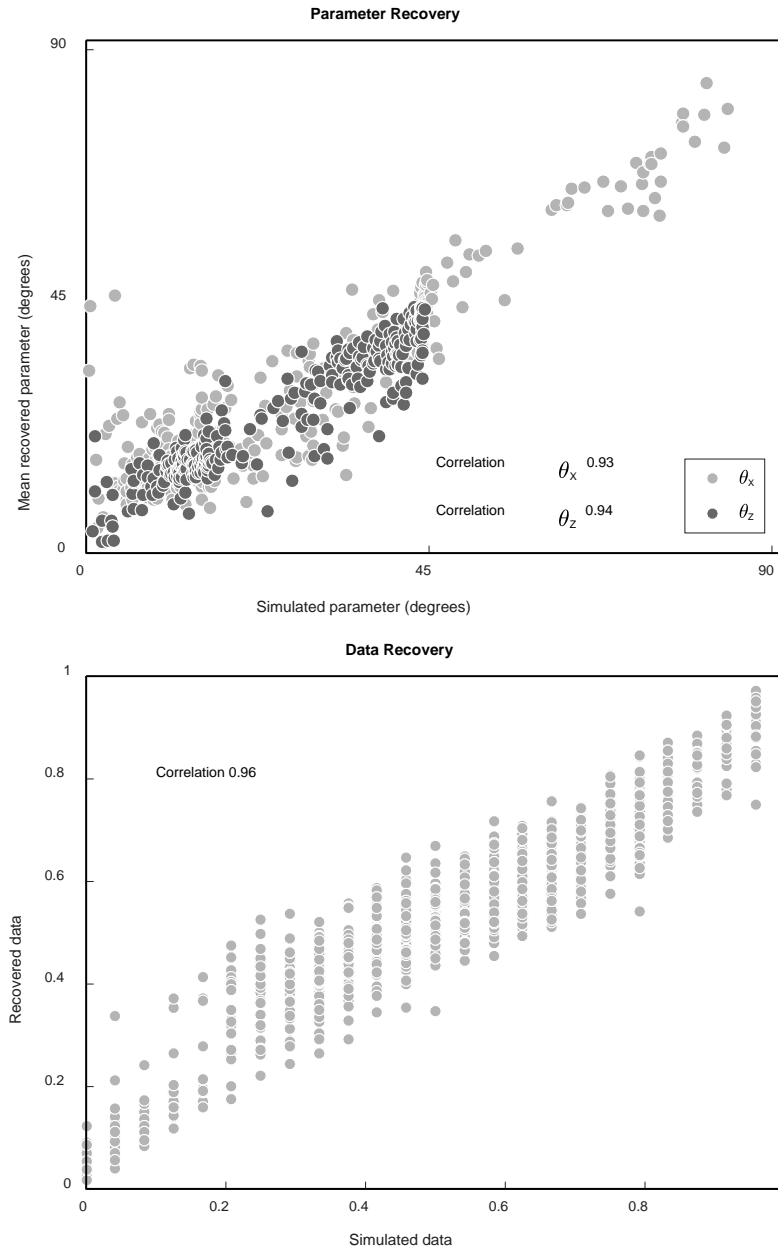 Parameter Recovery
90
45
0
Mean recovered parameter (degrees)
Correlation θx 0.93
Correlation θz 0.94
θx
θz
0 45 90
Simulated parameter (degrees)
Data Recovery
1
0.8
0.6
0.4
0.2
0
Recovered data
Correlation 0.96
0 0.2 0.4 0.6 0.8
Simulated data